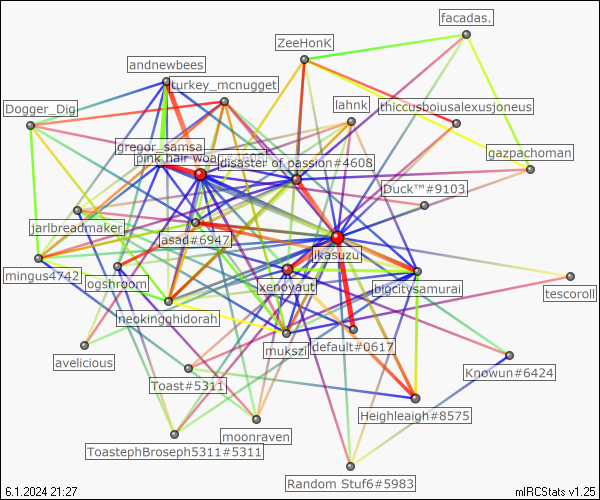 facadas.
ZeeHonK
andnewbees
turkey_mcnugget
lahnk
thiccusboiusalexusjoneus
Dogger_Dig
gregor_samsa
gazpachoman
pink hair woa
disaster of passion#4608
Duck™#9103
jarlbreadmaker
asad#6947
ikasuzu
mingus4742
ogshroom
xenoyaut
bigcitysamurai
tescoroll
neokingghidorah
mukszi
default#0617
avelicious
Knowun#6424
Toast#5311
Heighleigh#8575
moonraven
ToastephBroseph5311#5311
Random Stuf6#5983
6.1.2024 21:27
mIRCStats v1.25